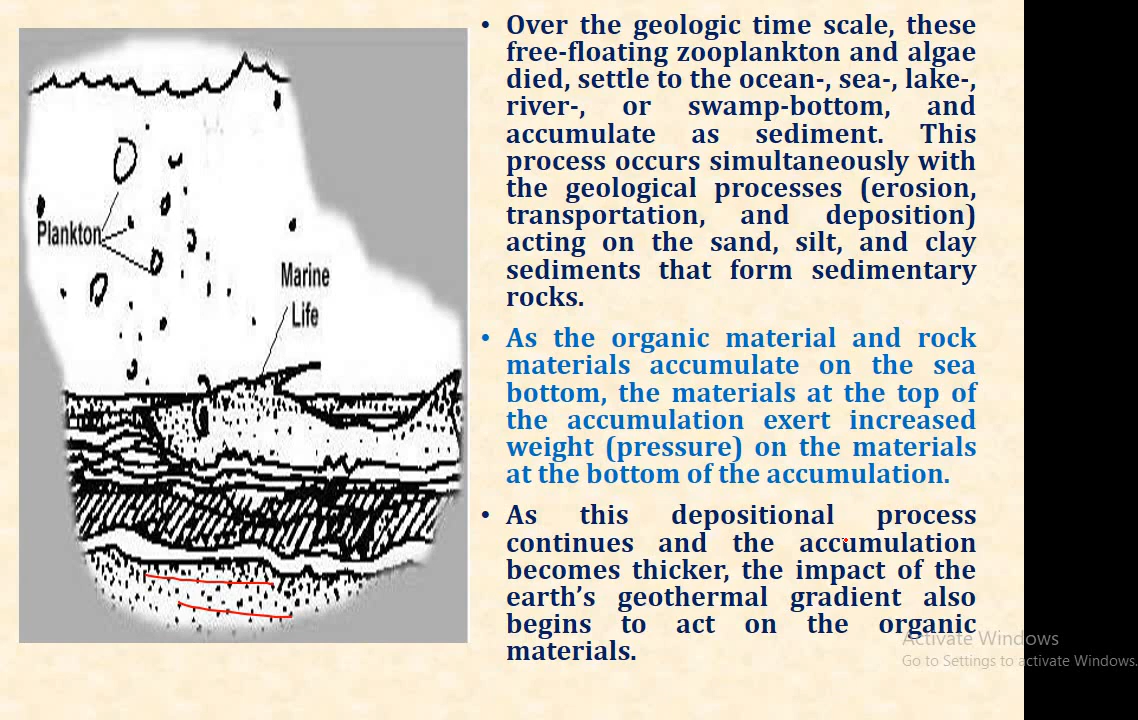 Plankton
Marine
Life
• Over the geologic time scale, these
free-floating zooplankton and algae
died, settle to the ocean-, sea-, lake-,
river-, or swamp-bottom, and
accumulate as sediment. This
process occurs simultaneously with
the geological processes (erosion,
transportation, and deposition)
acting on the sand, silt, and clay
sediments that form sedimentary
rocks.
• As the organic material and rock
materials accumulate on the sea
bottom, the materials at the top of
the accumulation exert increased
weight (pressure) on the materials
at the bottom of the accumulation.
• As this depositional process
continues and the accumulation
becomes thicker, the impact of the
earth’s geothermal gradient also
begins to act on the organic
materials.
Activate Windows
Go to Settings to activate Windows.